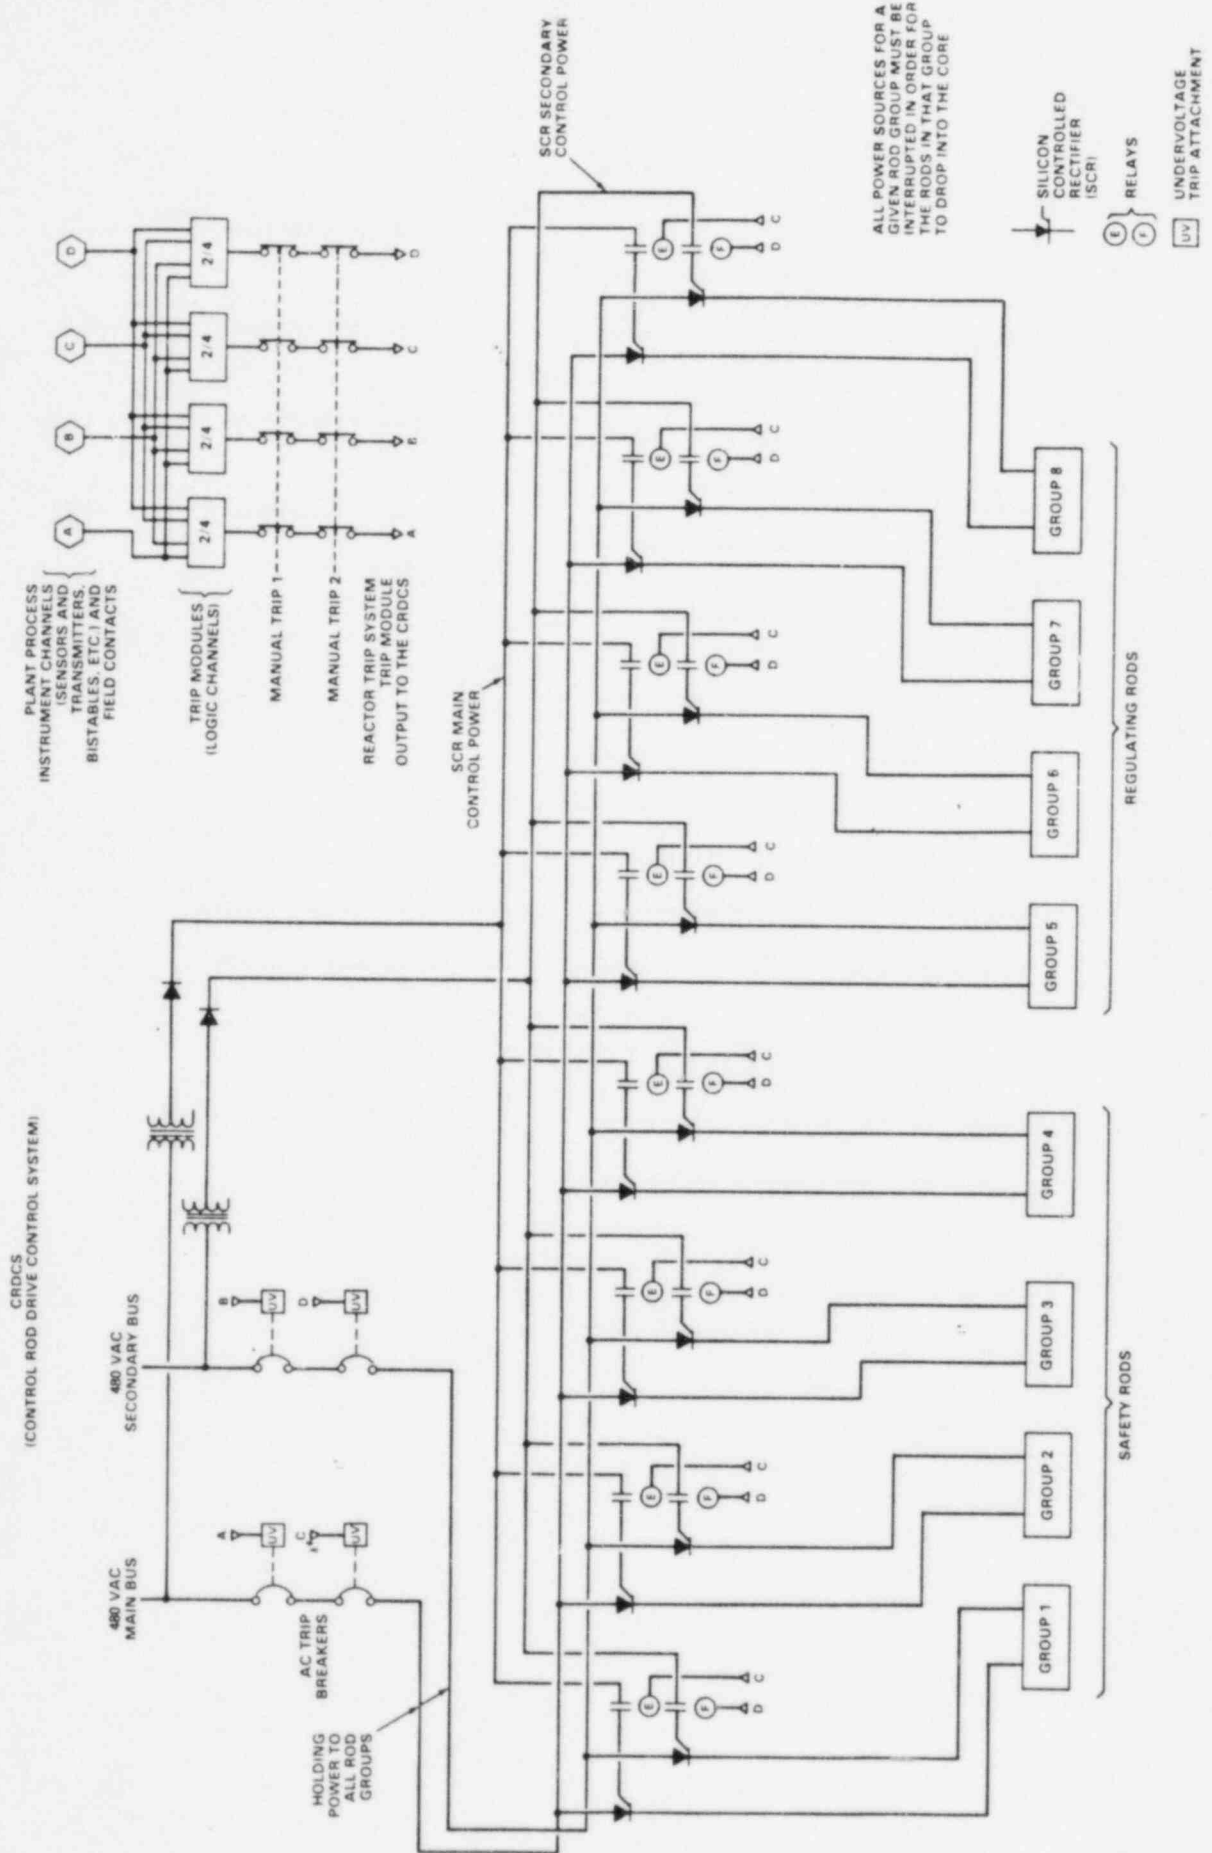 CRDCS
(CONTROL ROD DRIVE CONTROL SYSTEM)
480 VAC
MAIN BUS
480 VAC
SECONDARY BUS
A
UV
C
UV
B
UV
D
UV
AC TRIP
BREAKERS
HOLDING
POWER TO
ALL ROD
GROUPS
PLANT PROCESS
INSTRUMENT CHANNELS
(SENSORS AND
TRANSMITTERS,
BISTABLES, ETC.) AND
FIELD CONTACTS
A
B
C
D
TRIP MODULES
(LOGIC CHANNELS)
2/4
2/4
2/4
2/4
MANUAL TRIP 1
MANUAL TRIP 2
REACTOR TRIP SYSTEM
TRIP MODULE
OUTPUT TO THE CRDCS
A
B
C
D
SCR MAIN
CONTROL POWER
SCR SECONDARY
CONTROL POWER
E
C
F
D
E
C
F
D
E
C
F
D
E
C
F
D
E
C
F
D
E
C
F
D
E
C
F
D
E
C
F
D
GROUP 1
GROUP 2
GROUP 3
GROUP 4
GROUP 5
GROUP 6
GROUP 7
GROUP 8
SAFETY RODS
REGULATING RODS
ALL POWER SOURCES FOR A
GIVEN ROD GROUP MUST BE
INTERRUPTED IN ORDER FOR
THE RODS IN THAT GROUP
TO DROP INTO THE CORE
SILICON
CONTROLLED
RECTIFIER
(SCR)
E
F
RELAYS
UV
UNDERVOLTAGE
TRIP ATTACHMENT